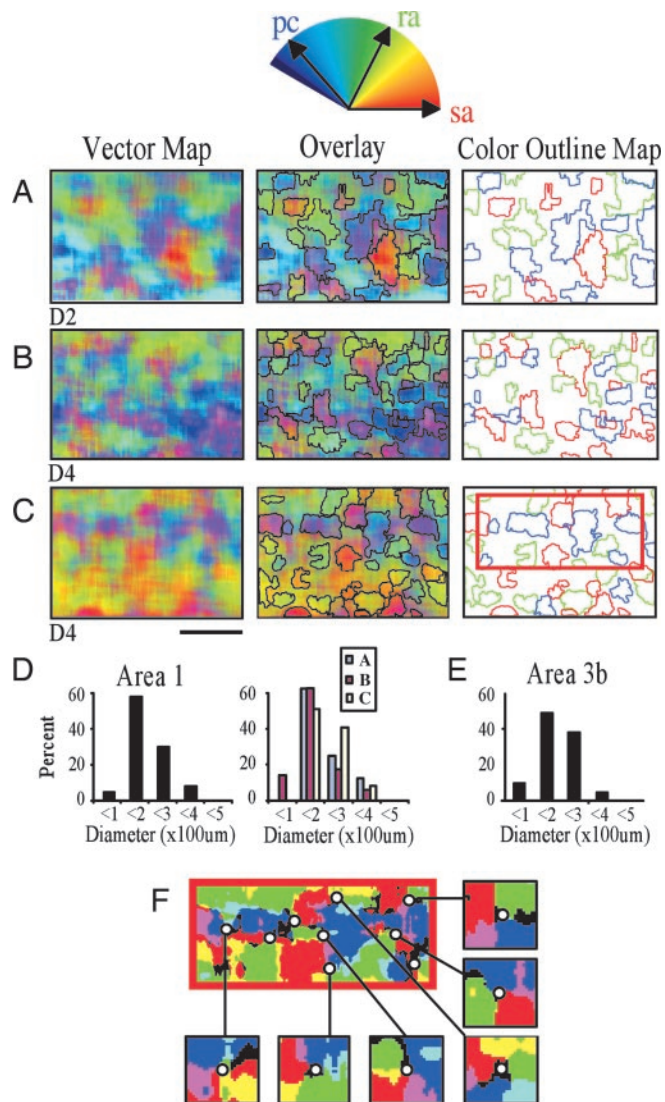 pc ra
sa
Vector Map Overlay Color Outline Map
A
D2
B
D4
C
D4
D Area 1 A B C E Area 3b
Percent
60
40
20
0
<1 <2 <3 <4 <5
Diameter (x100um)
60
40
20
0
<1 <2 <3 <4 <5
Diameter (x100um)
60
40
20
0
<1 <2 <3 <4 <5
Diameter (x100um)
F